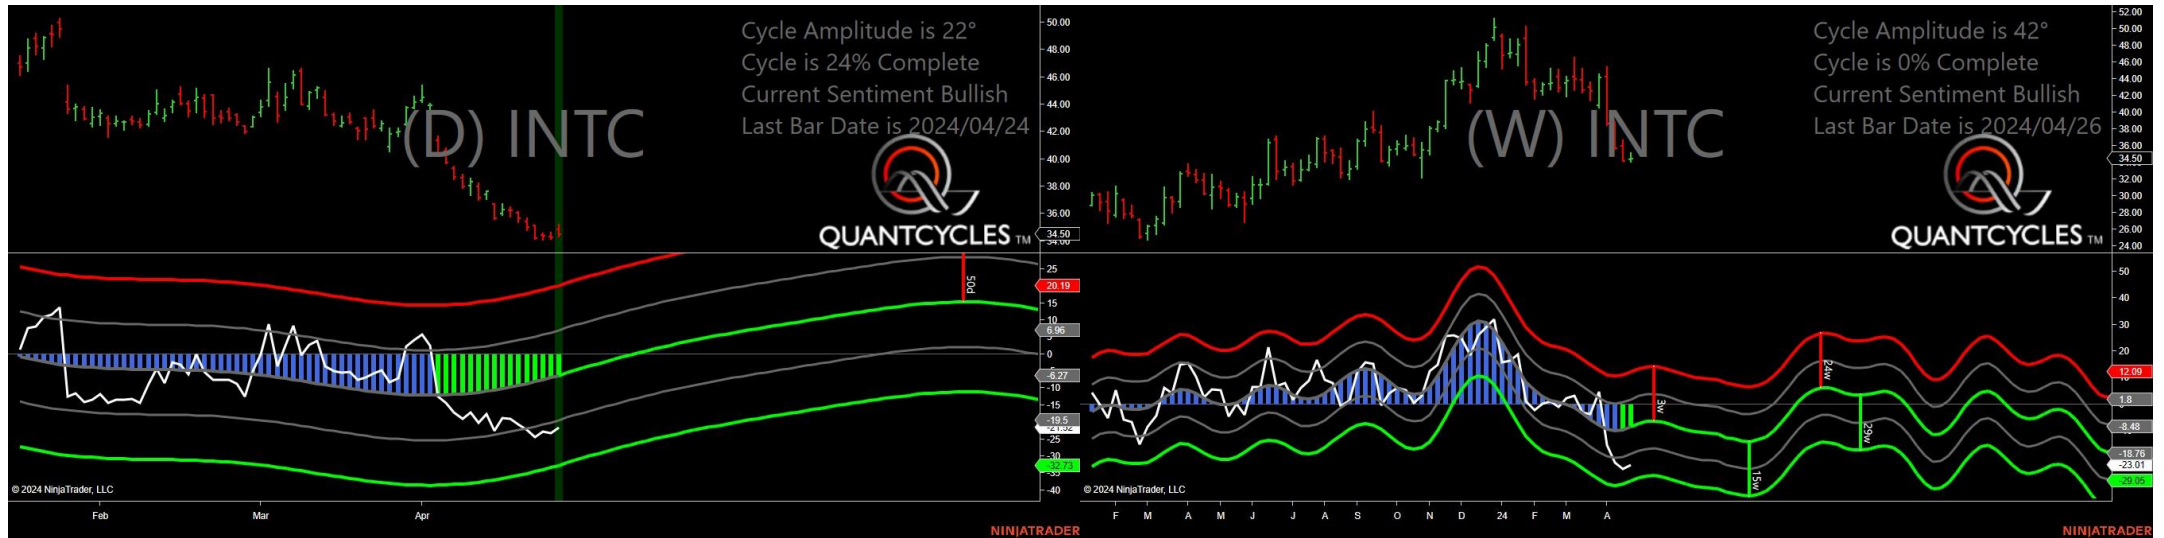 Cycle Amplitude is 22°
Cycle is 24% Complete
Current Sentiment Bullish
Last Bar Date is 2024/04/24
(D) INTC
QUANTCYCLES TM
50.00
48.00
46.00
44.00
42.00
40.00
38.00
36.00
34.50
34.00
50d
25
20.19
15
10
6.96
0
-6.27
-10
-15
-19.5
-21.52
-25
-30
-32.73
-35
-40
© 2024 NinjaTrader, LLC
Feb Mar Apr
NINJATRADER
Cycle Amplitude is 42°
Cycle is 0% Complete
Current Sentiment Bullish
Last Bar Date is 2024/04/26
(W) INTC
QUANTCYCLES TM
52.00
50.00
48.00
46.00
44.00
42.00
40.00
38.00
36.00
34.50
32.00
30.00
28.00
26.00
24.00
3w
15w
24w
29w
50
40
30
20
12.09
1.8
-8.48
-18.76
-23.01
-29.05
© 2024 NinjaTrader, LLC
F M A M J J A S O N D 24 F M A
NINJATRADER